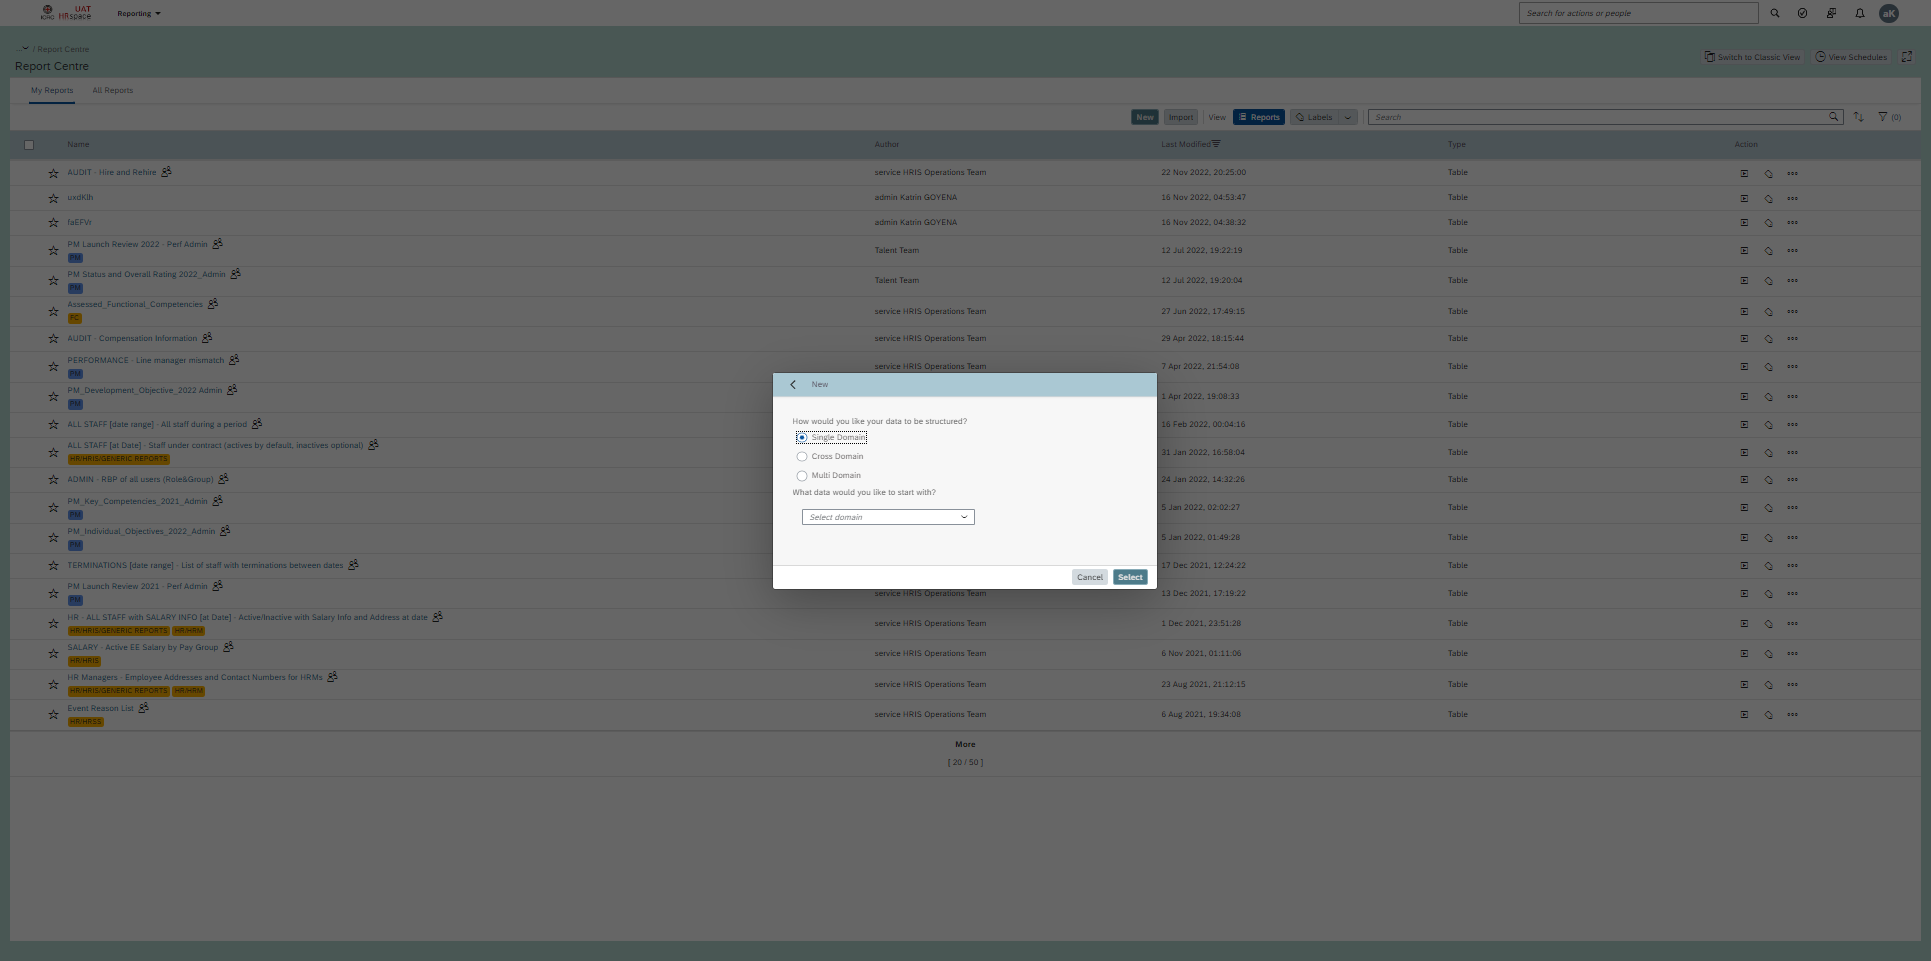 ICRC
UAT
HRspace
Reporting
Search for actions or people
aK
... / Report Centre
Report Centre
Switch to Classic View
View Schedules
My Reports
All Reports
New
Import
View
Reports
Labels
Search
(0)
Name Author Last Modified Type Action
AUDIT - Hire and Rehire service HRIS Operations Team 22 Nov 2022, 20:25:00 Table
uxdKlh admin Katrin GOYENA 16 Nov 2022, 04:53:47 Table
faEFVr admin Katrin GOYENA 16 Nov 2022, 04:38:32 Table
PM Launch Review 2022 - Perf Admin Talent Team 12 Jul 2022, 19:22:19 Table
PM
PM Status and Overall Rating 2022_Admin Talent Team 12 Jul 2022, 19:20:04 Table
PM
Assessed_Functional_Competencies service HRIS Operations Team 27 Jun 2022, 17:49:15 Table
FC
AUDIT - Compensation Information service HRIS Operations Team 29 Apr 2022, 18:15:44 Table
PERFORMANCE - Line manager mismatch service HRIS Operations Team 7 Apr 2022, 21:54:08 Table
PM
PM_Development_Objective_2022 Admin 1 Apr 2022, 19:08:33 Table
PM
ALL STAFF [date range] - All staff during a period 16 Feb 2022, 00:04:16 Table
ALL STAFF [at Date] - Staff under contract (actives by default, inactives optional) 31 Jan 2022, 16:58:04 Table
HR/HRIS/GENERIC REPORTS
ADMIN - RBP of all users (Role&Group) 24 Jan 2022, 14:32:26 Table
PM_Key_Competencies_2021_Admin 5 Jan 2022, 02:02:27 Table
PM
PM_Individual_Objectives_2022_Admin 5 Jan 2022, 01:49:28 Table
PM
TERMINATIONS [date range] - List of staff with terminations between dates 17 Dec 2021, 12:24:22 Table
PM Launch Review 2021 - Perf Admin service HRIS Operations Team 13 Dec 2021, 17:19:22 Table
PM
HR - ALL STAFF with SALARY INFO [at Date] - Active/Inactive with Salary Info and Address at date service HRIS Operations Team 1 Dec 2021, 23:51:28 Table
HR/HRIS/GENERIC REPORTS HR/HRM
SALARY - Active EE Salary by Pay Group service HRIS Operations Team 6 Nov 2021, 01:11:06 Table
HR/HRIS
HR Managers - Employee Addresses and Contact Numbers for HRMs service HRIS Operations Team 23 Aug 2021, 21:12:15 Table
HR/HRIS/GENERIC REPORTS HR/HRM
Event Reason List service HRIS Operations Team 6 Aug 2021, 19:34:08 Table
HR/HRSS
More
[ 20 / 50 ]
New
How would you like your data to be structured?
Single Domain
Cross Domain
Multi Domain
What data would you like to start with?
Select domain
Cancel
Select